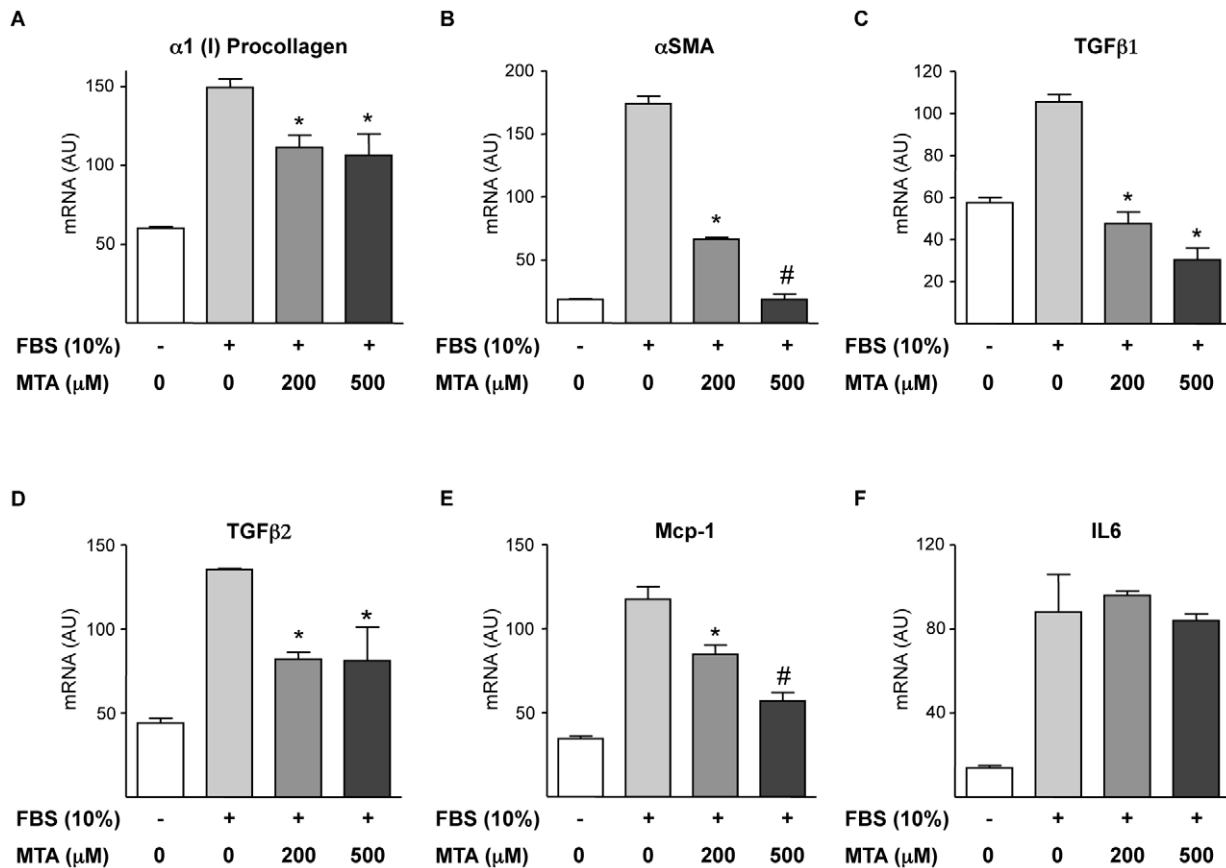 A
α1 (I) Procollagen
mRNA (AU)
150
100
50
*
*
FBS (10%) - + + +
MTA (μM) 0 0 200 500
B
αSMA
mRNA (AU)
200
150
100
50
*
#
FBS (10%) - + + +
MTA (μM) 0 0 200 500
C
TGFβ1
mRNA (AU)
120
100
80
60
40
20
*
*
FBS (10%) - + + +
MTA (μM) 0 0 200 500
D
TGFβ2
mRNA (AU)
150
100
50
*
*
FBS (10%) - + + +
MTA (μM) 0 0 200 500
E
Mcp-1
mRNA (AU)
150
100
50
*
#
FBS (10%) - + + +
MTA (μM) 0 0 200 500
F
IL6
mRNA (AU)
120
80
40
FBS (10%) - + + +
MTA (μM) 0 0 200 500